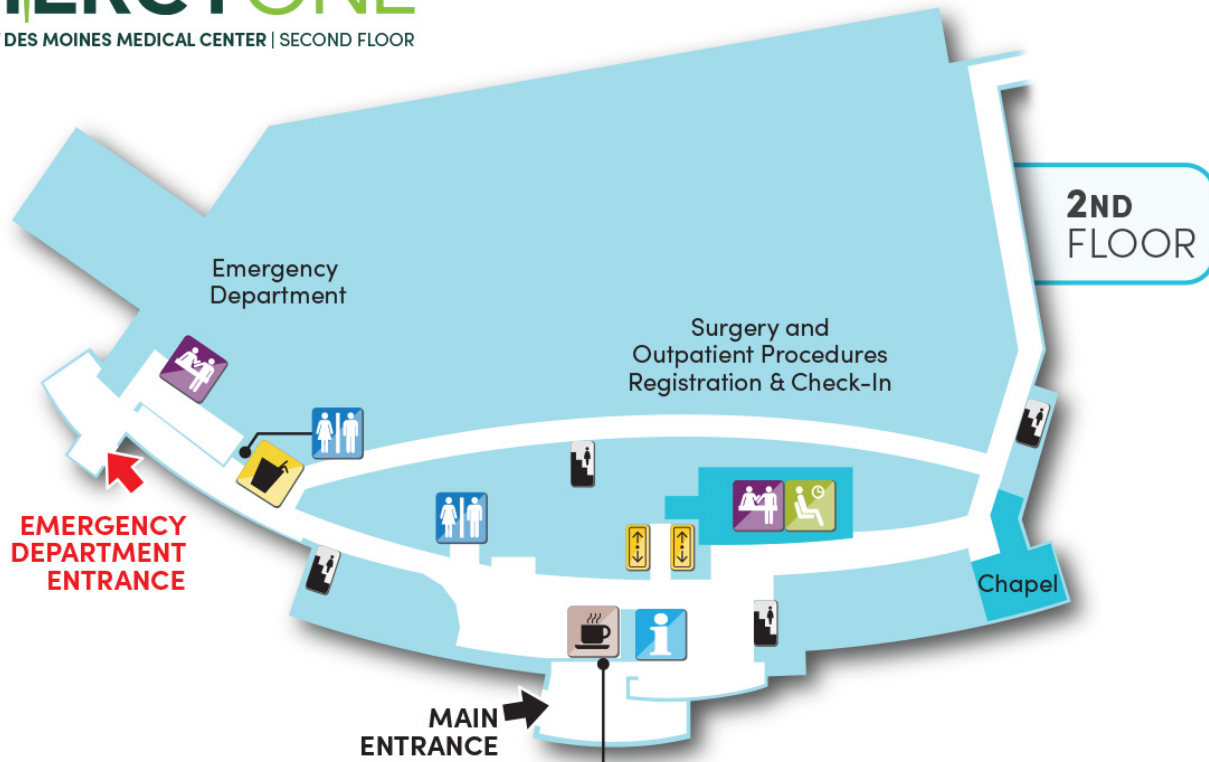 DES MOINES MEDICAL CENTER | SECOND FLOOR
2ND
FLOOR
Emergency
Department
Surgery and
Outpatient Procedures
Registration & Check-In
EMERGENCY
DEPARTMENT
ENTRANCE
Chapel
MAIN
ENTRANCE